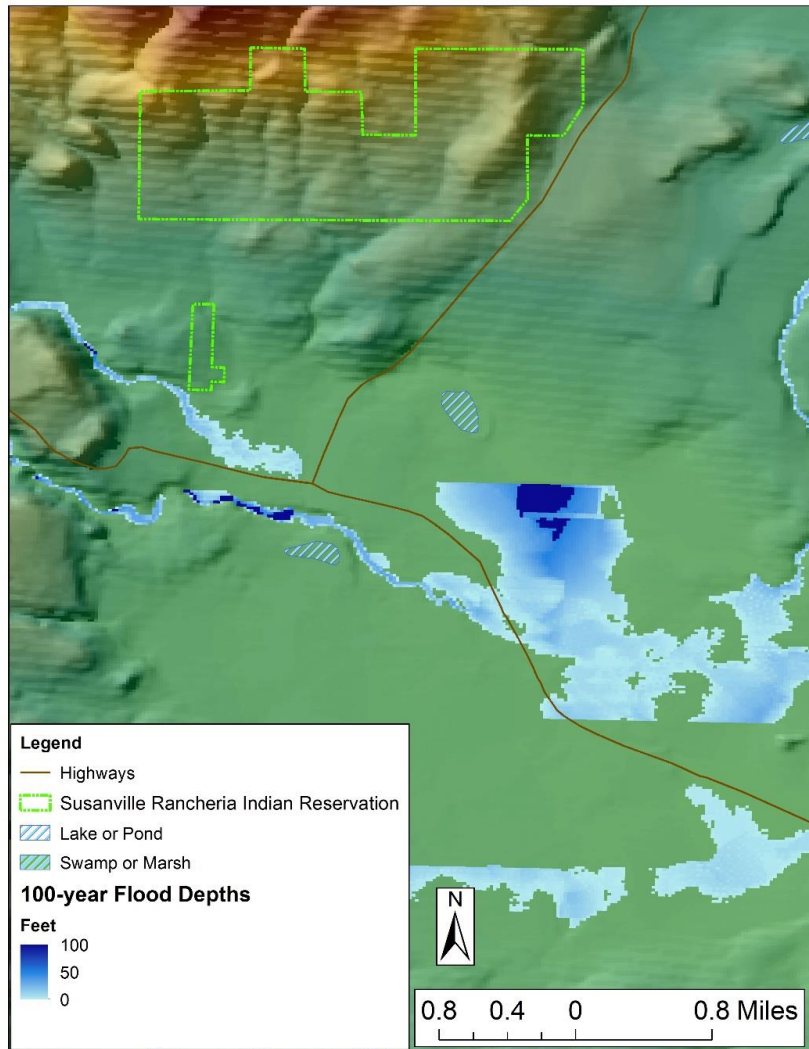 Legend
Highways
Susanville Rancheria Indian Reservation
Lake or Pond
Swamp or Marsh
100-year Flood Depths
Feet
100
50
0
N
0.8 0.4 0 0.8 Miles